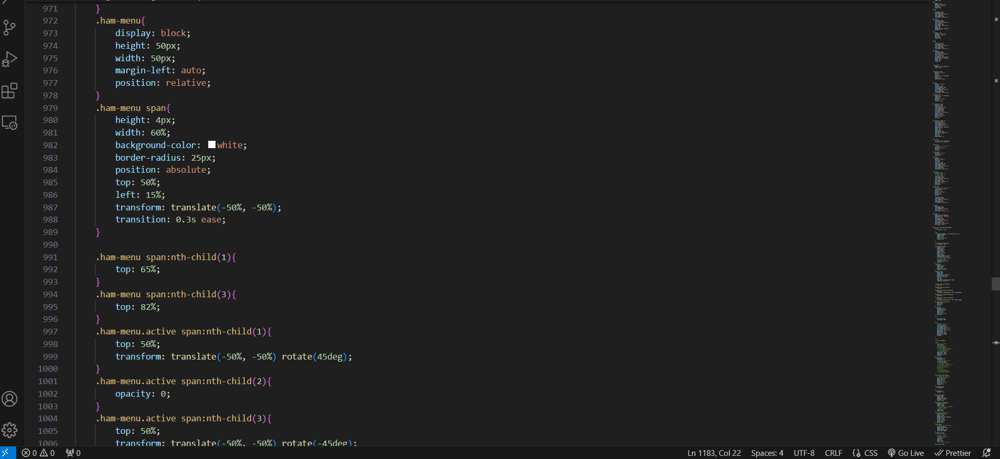 971 }
972 .ham-menu{
973 display: block;
974 height: 50px;
975 width: 50px;
976 margin-left: auto;
977 position: relative;
978 }
979 .ham-menu span{
980 height: 4px;
981 width: 60%;
982 background-color: white;
983 border-radius: 25px;
984 position: absolute;
985 top: 50%;
986 left: 15%;
987 transform: translate(-50%, -50%);
988 transition: 0.3s ease;
989 }
990
991 .ham-menu span:nth-child(1){
992 top: 65%;
993 }
994 .ham-menu span:nth-child(3){
995 top: 82%;
996 }
997 .ham-menu.active span:nth-child(1){
998 top: 50%;
999 transform: translate(-50%, -50%) rotate(45deg);
1000 }
1001 .ham-menu.active span:nth-child(2){
1002 opacity: 0;
1003 }
1004 .ham-menu.active span:nth-child(3){
1005 top: 50%;
1006 transform: translate(-50%, -50%) rotate(-45deg);
0 0 0 Ln 1183, Col 22 Spaces: 4 UTF-8 CRLF CSS Go Live Prettier